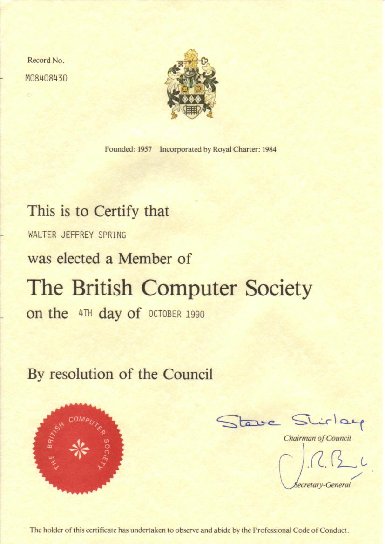 Record No.
MC8408430
Founded: 1957 Incorporated by Royal Charter: 1984
This is to Certify that
WALTER JEFFREY SPRING
was elected a Member of
The British Computer Society
on the 4TH day of OCTOBER 1990
By resolution of the Council
THE BRITISH COMPUTER SOCIETY
Steve Shirley
Chairman of Council
Secretary-General
The holder of this certificate has undertaken to observe and abide by the Professional Code of Conduct.